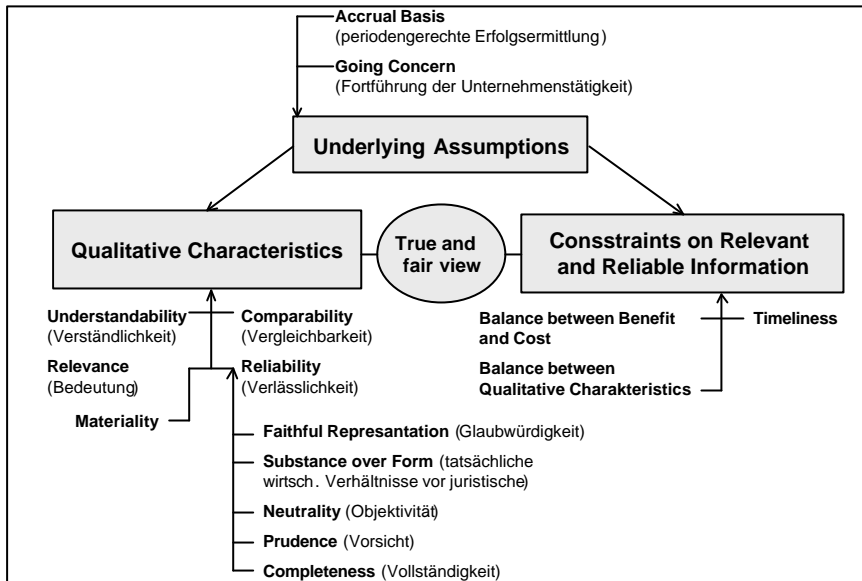 Accrual Basis
(periodengerechte Erfolgsermittlung)
Going Concern
(Fortführung der Unternehmenstätigkeit)
Underlying Assumptions
Qualitative Characteristics
True and
fair view
Consstraints on Relevant
and Reliable Information
Understandability
(Verständlichkeit)
Comparability
(Vergleichbarkeit)
Relevance
(Bedeutung)
Reliability
(Verlässlichkeit)
Materiality
Balance between Benefit
and Cost
Timeliness
Balance between
Qualitative Charakteristics
Faithful Represantation (Glaubwürdigkeit)
Substance over Form (tatsächliche
wirtsch. Verhältnisse vor juristische)
Neutrality (Objektivität)
Prudence (Vorsicht)
Completeness (Vollständigkeit)